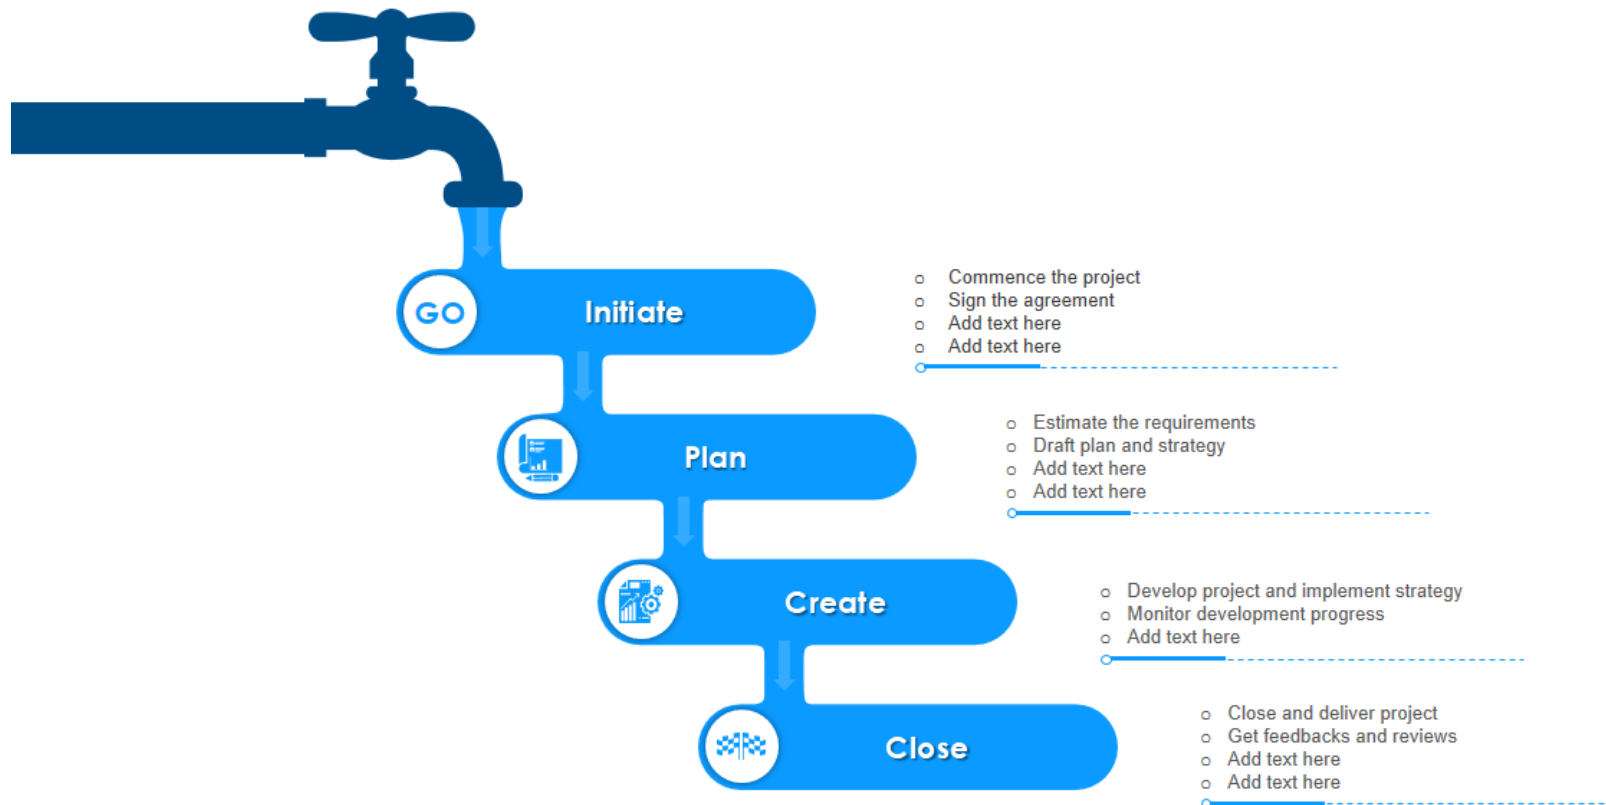 GO
Initiate
Commence the project
Sign the agreement
Add text here
Add text here
Plan
Estimate the requirements
Draft plan and strategy
Add text here
Add text here
Create
Develop project and implement strategy
Monitor development progress
Add text here
Close
Close and deliver project
Get feedbacks and reviews
Add text here
Add text here